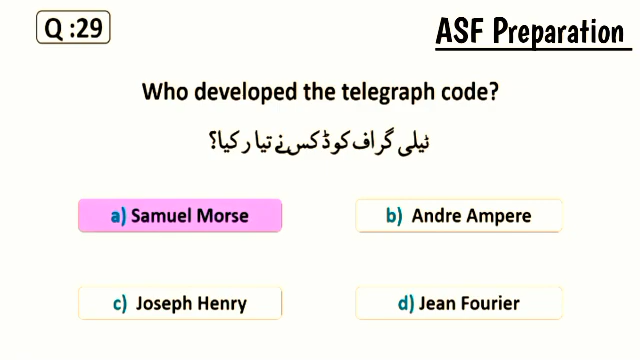 Q :29
ASF Preparation
Who developed the telegraph code?
ٹیلی گراف کوڈ کس نے تیار کیا؟
a) Samuel Morse
b) Andre Ampere
c) Joseph Henry
d) Jean Fourier